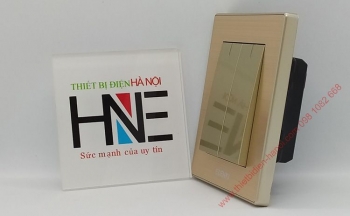 THIẾT BỊ ĐIỆN HÀ NỘI
HNE
Sức mạnh của uy tín